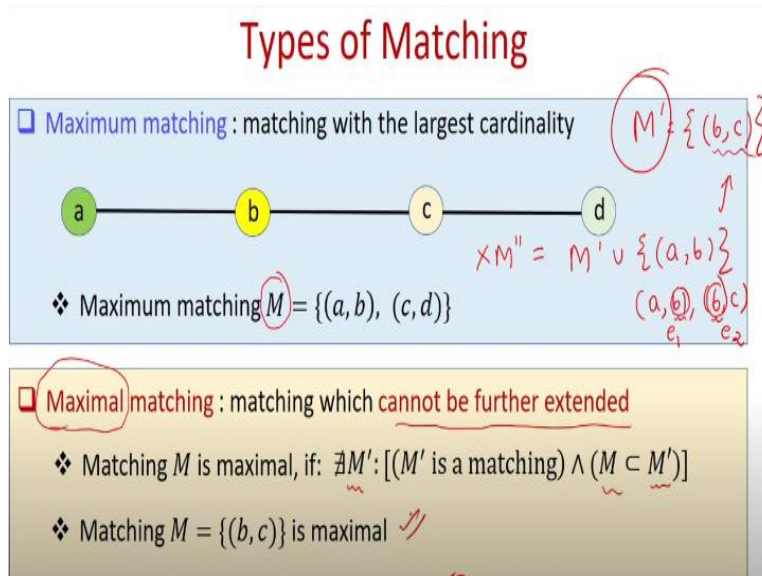 Types of Matching
❑ Maximum matching : matching with the largest cardinality
M' = {(b,c)}
a b c d
×M'' = M' ∪ {(a,b)}
❖ Maximum matching M = {(a, b), (c, d)}
(a,b), (b,c)
e₁ e₂
❑ Maximal matching : matching which cannot be further extended
❖ Matching M is maximal, if: ∄M′: [(M′ is a matching) ∧ (M ⊂ M′)]
❖ Matching M = {(b, c)} is maximal